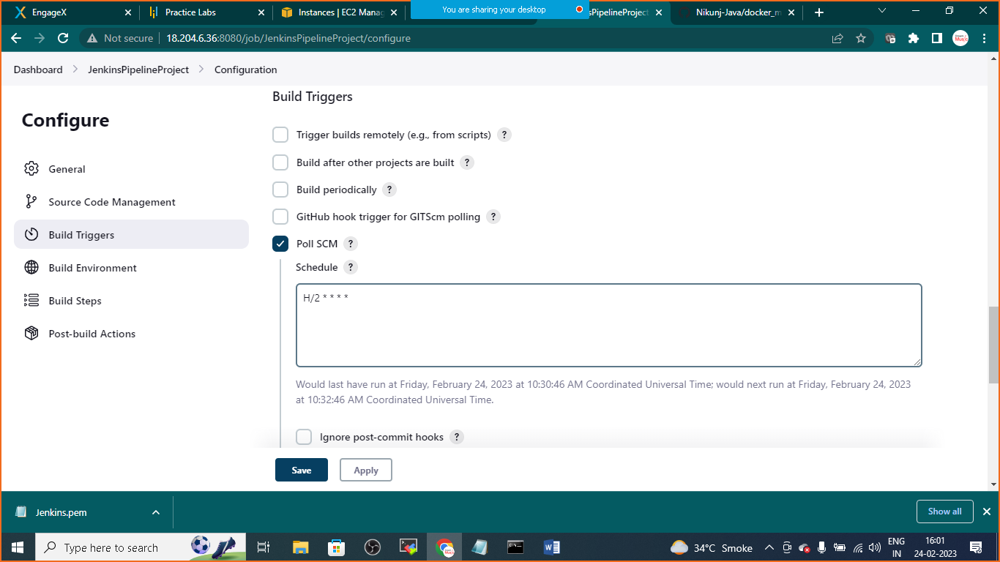 EngageX
Practice Labs
Instances | EC2 Manag
You are sharing your desktop
sPipelineProject
Nikunj-Java/docker_m
Not secure
18.204.6.36:8080/job/JenkinsPipelineProject/configure
Dashboard
JenkinsPipelineProject
Configuration
Configure
General
Source Code Management
Build Triggers
Build Environment
Build Steps
Post-build Actions
Build Triggers
Trigger builds remotely (e.g., from scripts) ?
Build after other projects are built ?
Build periodically ?
GitHub hook trigger for GITScm polling ?
Poll SCM ?
Schedule ?
H/2 * * * *
Would last have run at Friday, February 24, 2023 at 10:30:46 AM Coordinated Universal Time; would next run at Friday, February 24, 2023
at 10:32:46 AM Coordinated Universal Time.
Ignore post-commit hooks ?
Save
Apply
Jenkins.pem
Show all
Type here to search
34°C Smoke
ENG
IN
16:01
24-02-2023